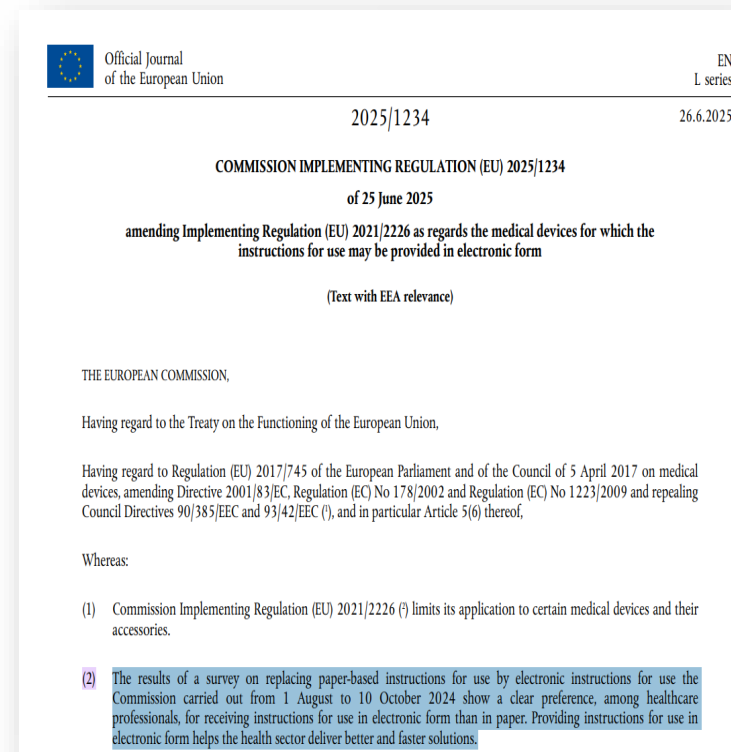 Official Journal
of the European Union
EN
L series
2025/1234
26.6.2025
COMMISSION IMPLEMENTING REGULATION (EU) 2025/1234
of 25 June 2025
amending Implementing Regulation (EU) 2021/2226 as regards the medical devices for which the
instructions for use may be provided in electronic form
(Text with EEA relevance)
THE EUROPEAN COMMISSION,
Having regard to the Treaty on the Functioning of the European Union,
Having regard to Regulation (EU) 2017/745 of the European Parliament and of the Council of 5 April 2017 on medical
devices, amending Directive 2001/83/EC, Regulation (EC) No 178/2002 and Regulation (EC) No 1223/2009 and repealing
Council Directives 90/385/EEC and 93/42/EEC (¹), and in particular Article 5(6) thereof,
Whereas:
(1) Commission Implementing Regulation (EU) 2021/2226 (²) limits its application to certain medical devices and their
accessories.
(2) The results of a survey on replacing paper-based instructions for use by electronic instructions for use the
Commission carried out from 1 August to 10 October 2024 show a clear preference, among healthcare
professionals, for receiving instructions for use in electronic form than in paper. Providing instructions for use in
electronic form helps the health sector deliver better and faster solutions.